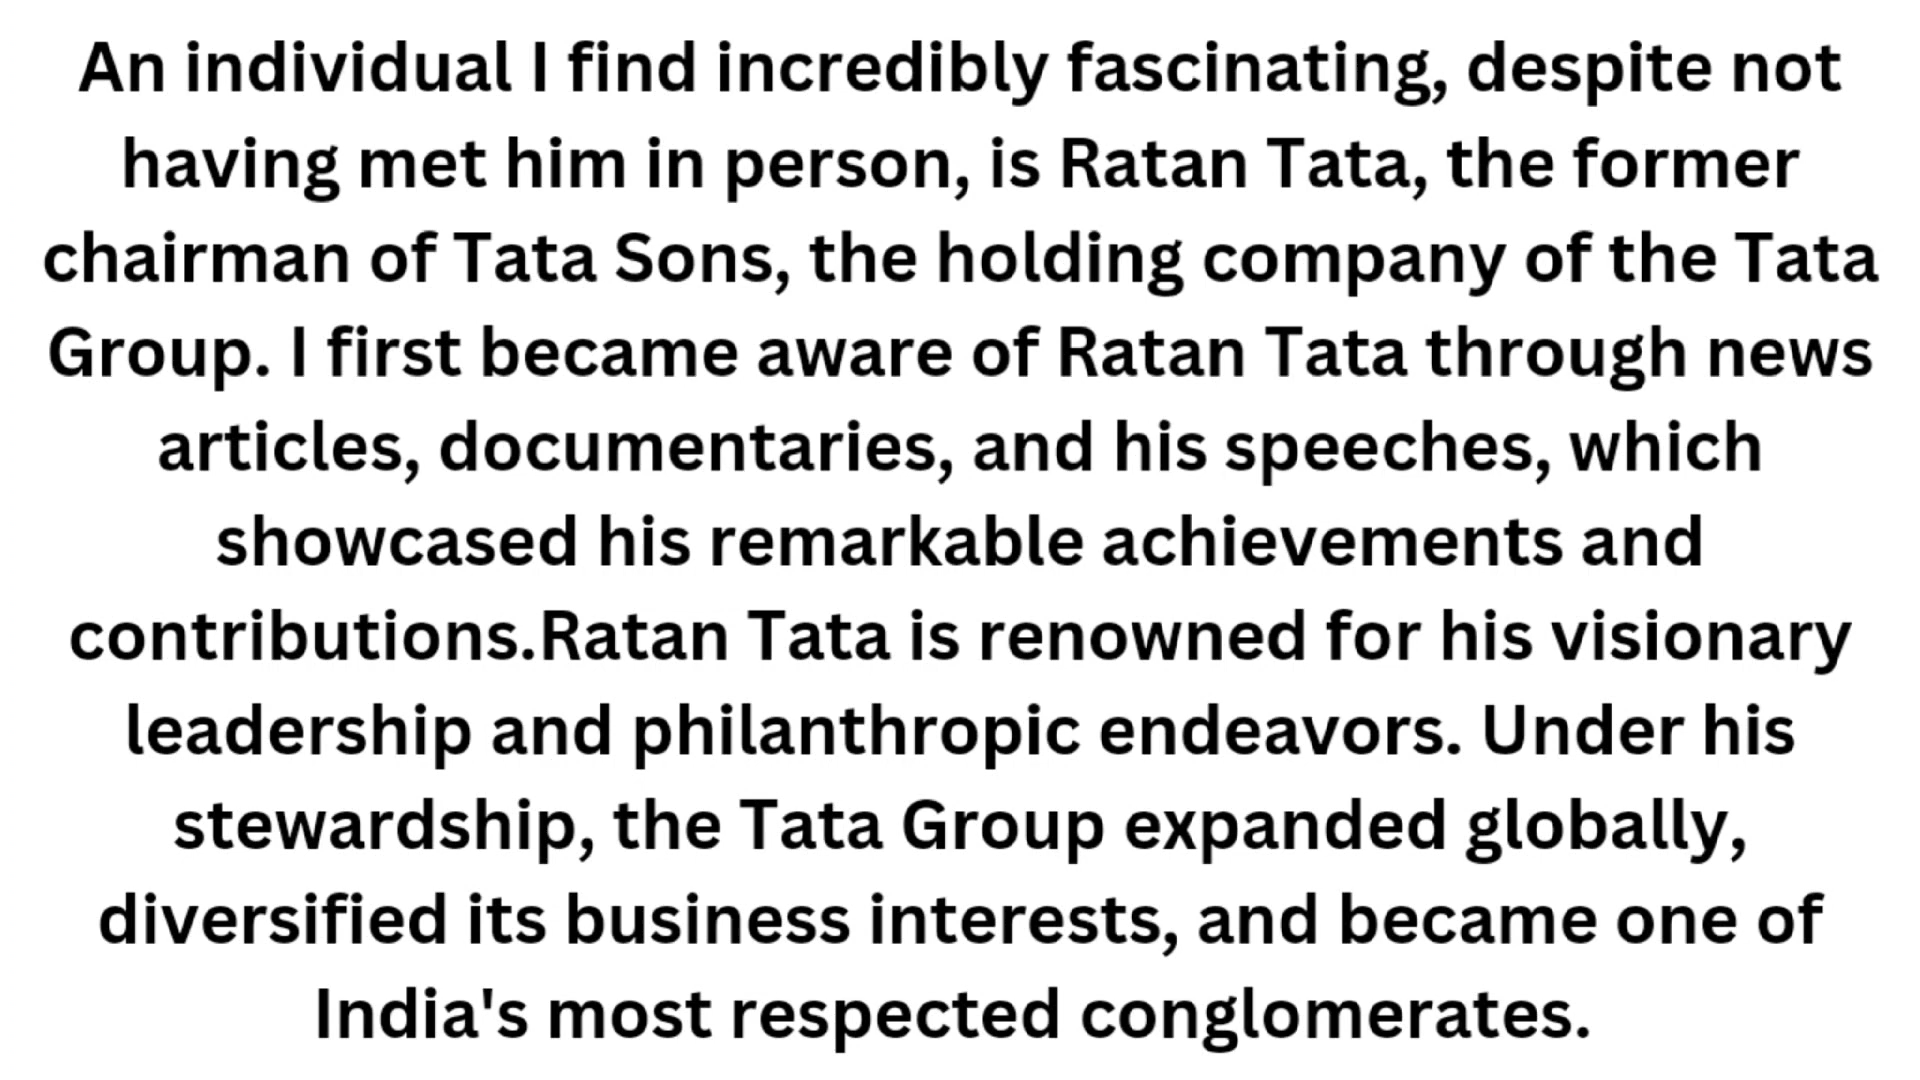 An individual I find incredibly fascinating, despite not
having met him in person, is Ratan Tata, the former
chairman of Tata Sons, the holding company of the Tata
Group. I first became aware of Ratan Tata through news
articles, documentaries, and his speeches, which
showcased his remarkable achievements and
contributions.Ratan Tata is renowned for his visionary
leadership and philanthropic endeavors. Under his
stewardship, the Tata Group expanded globally,
diversified its business interests, and became one of
India's most respected conglomerates.